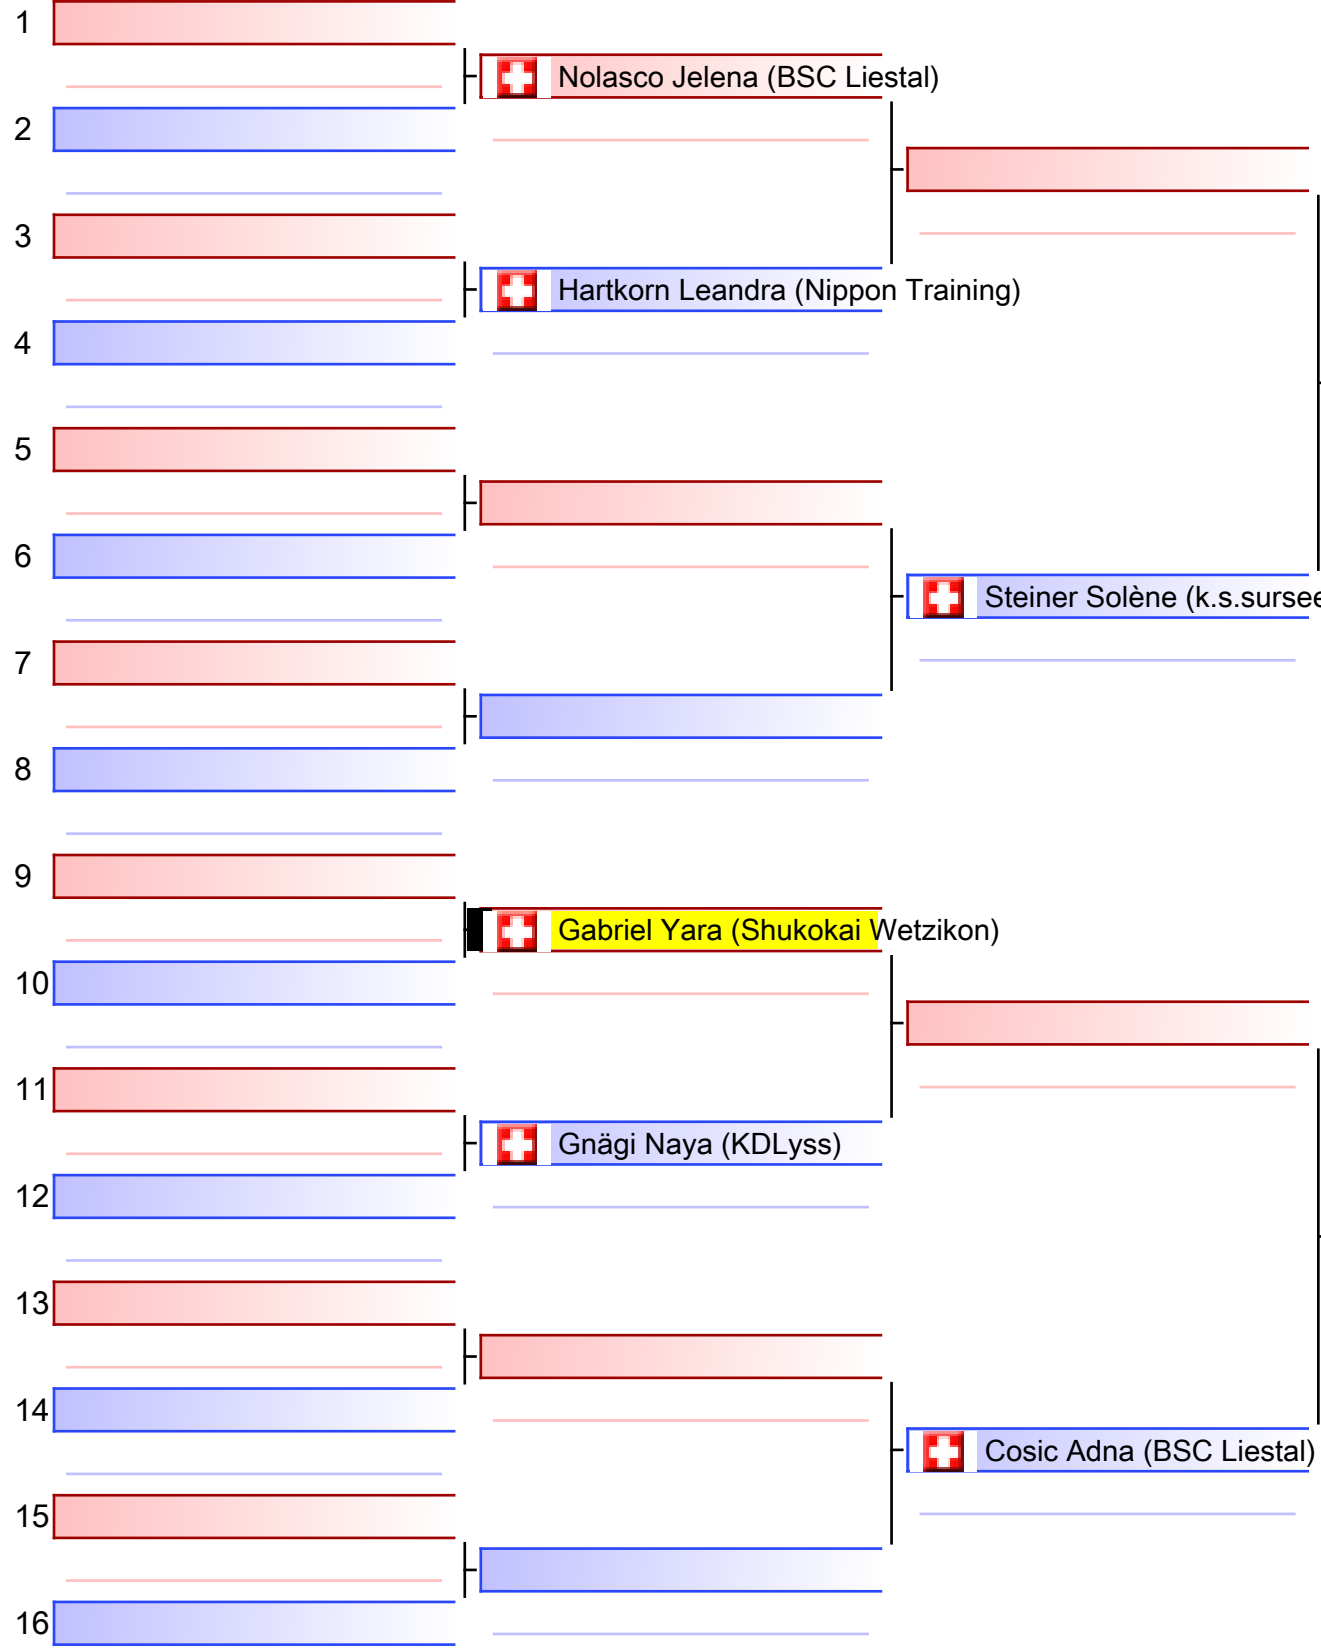 1
Nolasco Jelena (BSC Liestal)
2
3
Hartkorn Leandra (Nippon Training)
4
5
6
Steiner Solène (k.s.sursee
7
8
9
Gabriel Yara (Shukokai Wetzikon)
10
11
Gnägi Naya (KDLyss)
12
13
14
Cosic Adna (BSC Liestal)
15
16